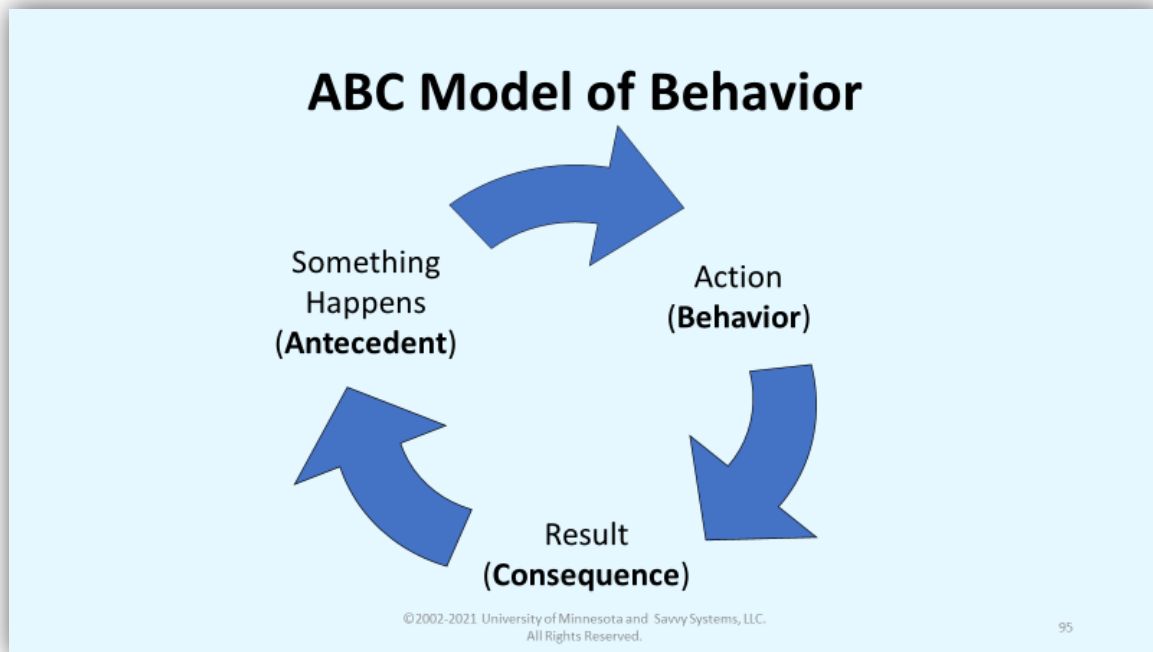 ABC Model of Behavior
Something
Happens
(Antecedent)
Action
(Behavior)
Result
(Consequence)
©2002-2021 University of Minnesota and Savvy Systems, LLC.
All Rights Reserved.
95